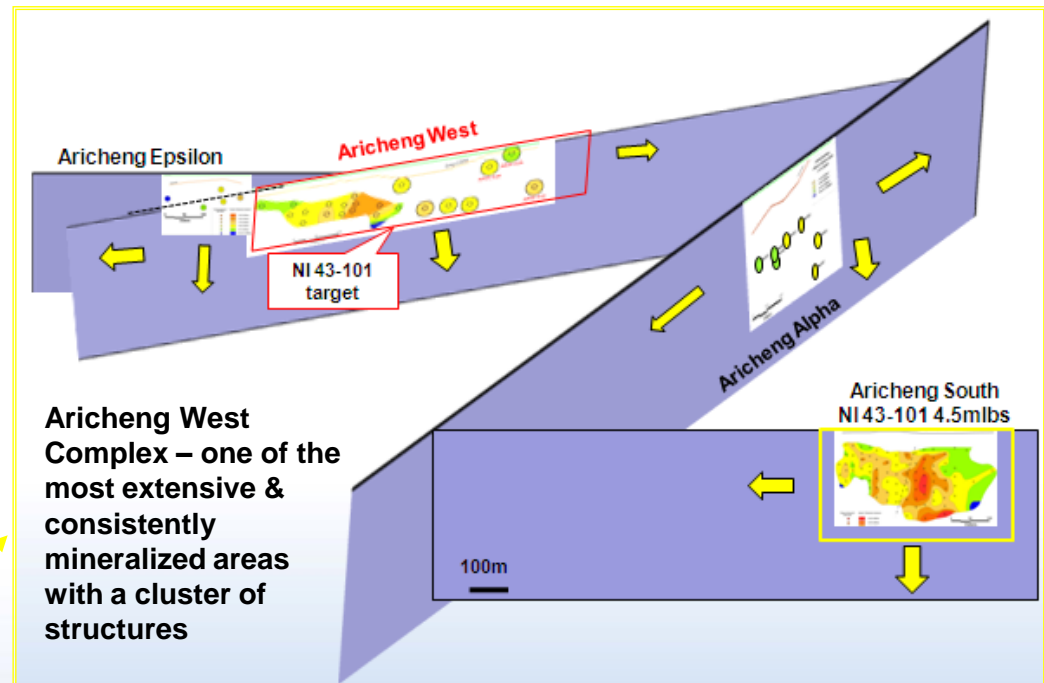 Aricheng West
Aricheng Epsilon
NI 43-101
target
Aricheng Alpha
Aricheng South
NI 43-101 4.5mlbs
Aricheng West
Complex – one of the
most extensive &
consistently
mineralized areas
with a cluster of
structures
100m